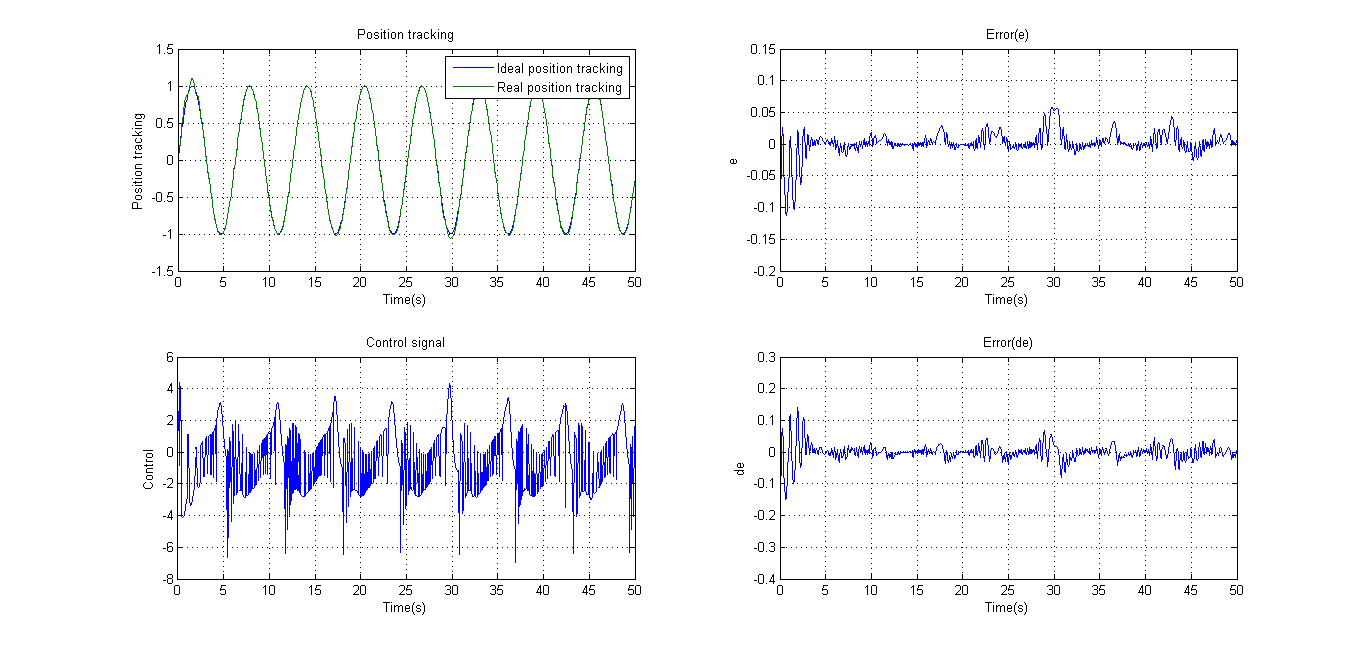 Position tracking
1.5
1
0.5
0
-0.5
-1
-1.5
Position tracking
Ideal position tracking
Real position tracking
0 5 10 15 20 25 30 35 40 45 50
Time(s)
Error(e)
0.15
0.1
0.05
0
-0.05
-0.1
-0.15
-0.2
e
0 5 10 15 20 25 30 35 40 45 50
Time(s)
Control signal
6
4
2
0
-2
-4
-6
-8
Control
0 5 10 15 20 25 30 35 40 45 50
Time(s)
Error(de)
0.3
0.2
0.1
0
-0.1
-0.2
-0.3
-0.4
de
0 5 10 15 20 25 30 35 40 45 50
Time(s)